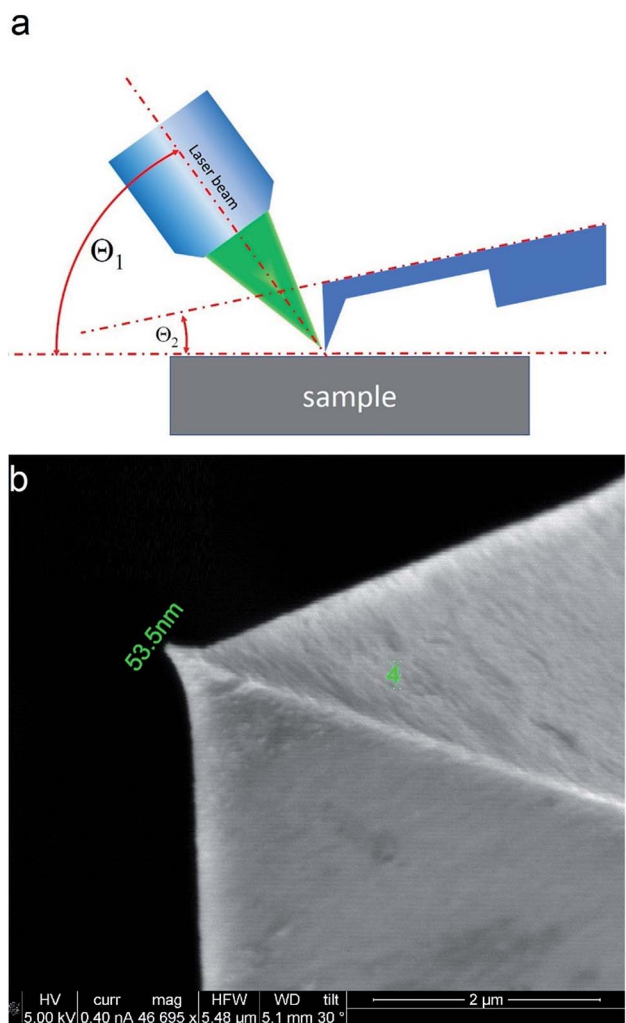 a
Laser beam
Θ₁
Θ₂
sample
b
53.5nm
4
HV curr mag HFW WD tilt
5.00 kV 0.40 nA 46 695 x 5.48 µm 5.1 mm 30 ° 2 µm